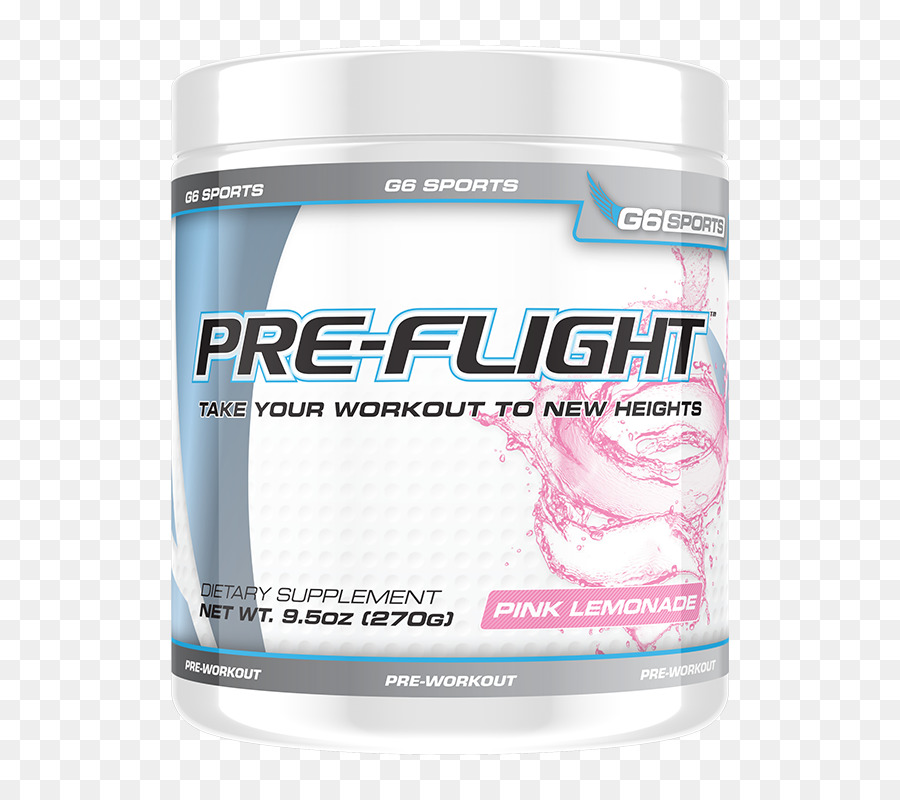 G6 SPORTS
G6 SPORTS
G6 SPORTS
PRE-FLIGHT™
TAKE YOUR WORKOUT TO NEW HEIGHTS
DIETARY SUPPLEMENT
NET WT. 9.5OZ (270G)
PINK LEMONADE
PRE-WORKOUT
PRE-WORKOUT
PRE-WORKOUT